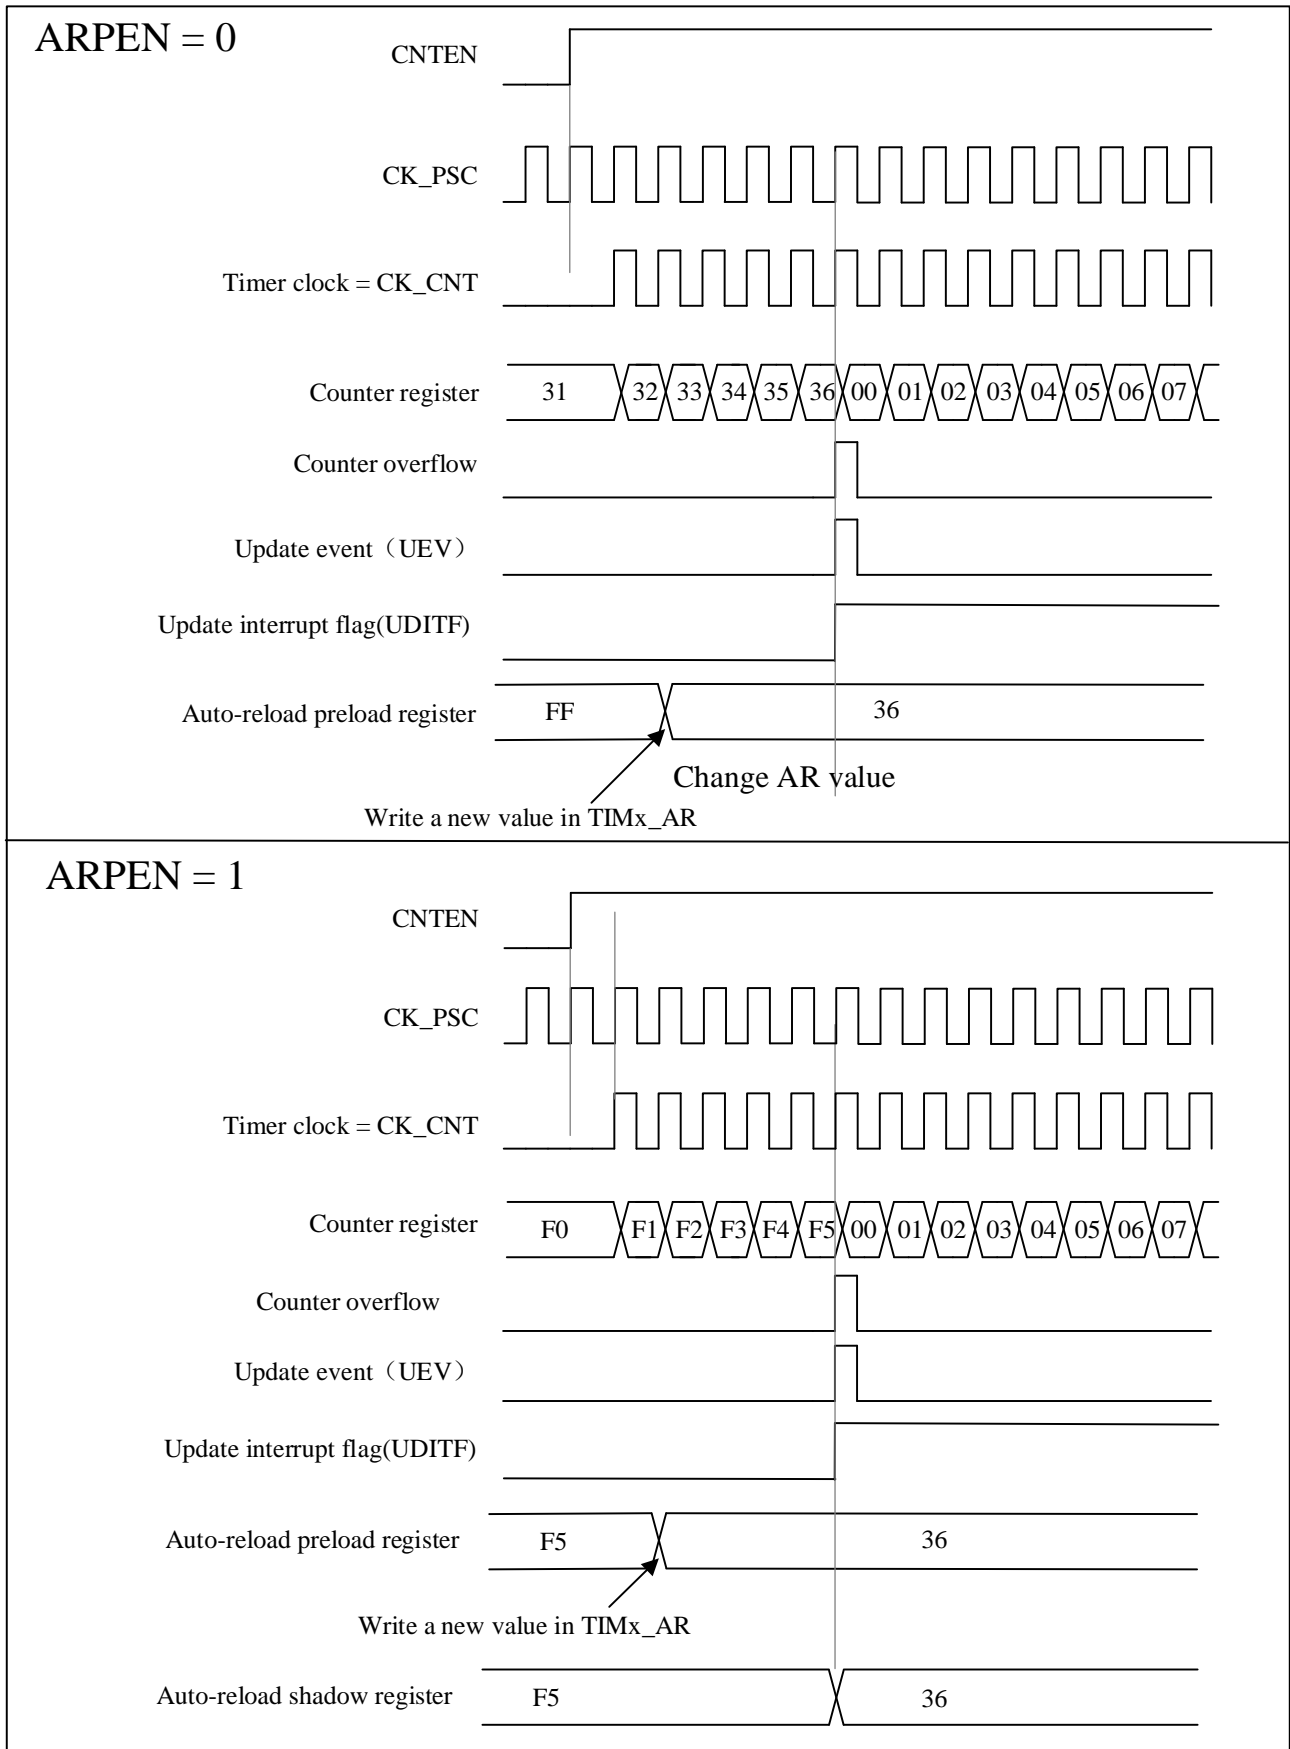 ARPEN = 0
CNTEN
CK_PSC
Timer clock = CK_CNT
Counter register 31 32 33 34 35 36 00 01 02 03 04 05 06 07
Counter overflow
Update event（UEV）
Update interrupt flag(UDITF)
Auto-reload preload register FF 36
Change AR value
Write a new value in TIMx_AR
ARPEN = 1
CNTEN
CK_PSC
Timer clock = CK_CNT
Counter register F0 F1 F2 F3 F4 F5 00 01 02 03 04 05 06 07
Counter overflow
Update event（UEV）
Update interrupt flag(UDITF)
Auto-reload preload register F5 36
Write a new value in TIMx_AR
Auto-reload shadow register F5 36